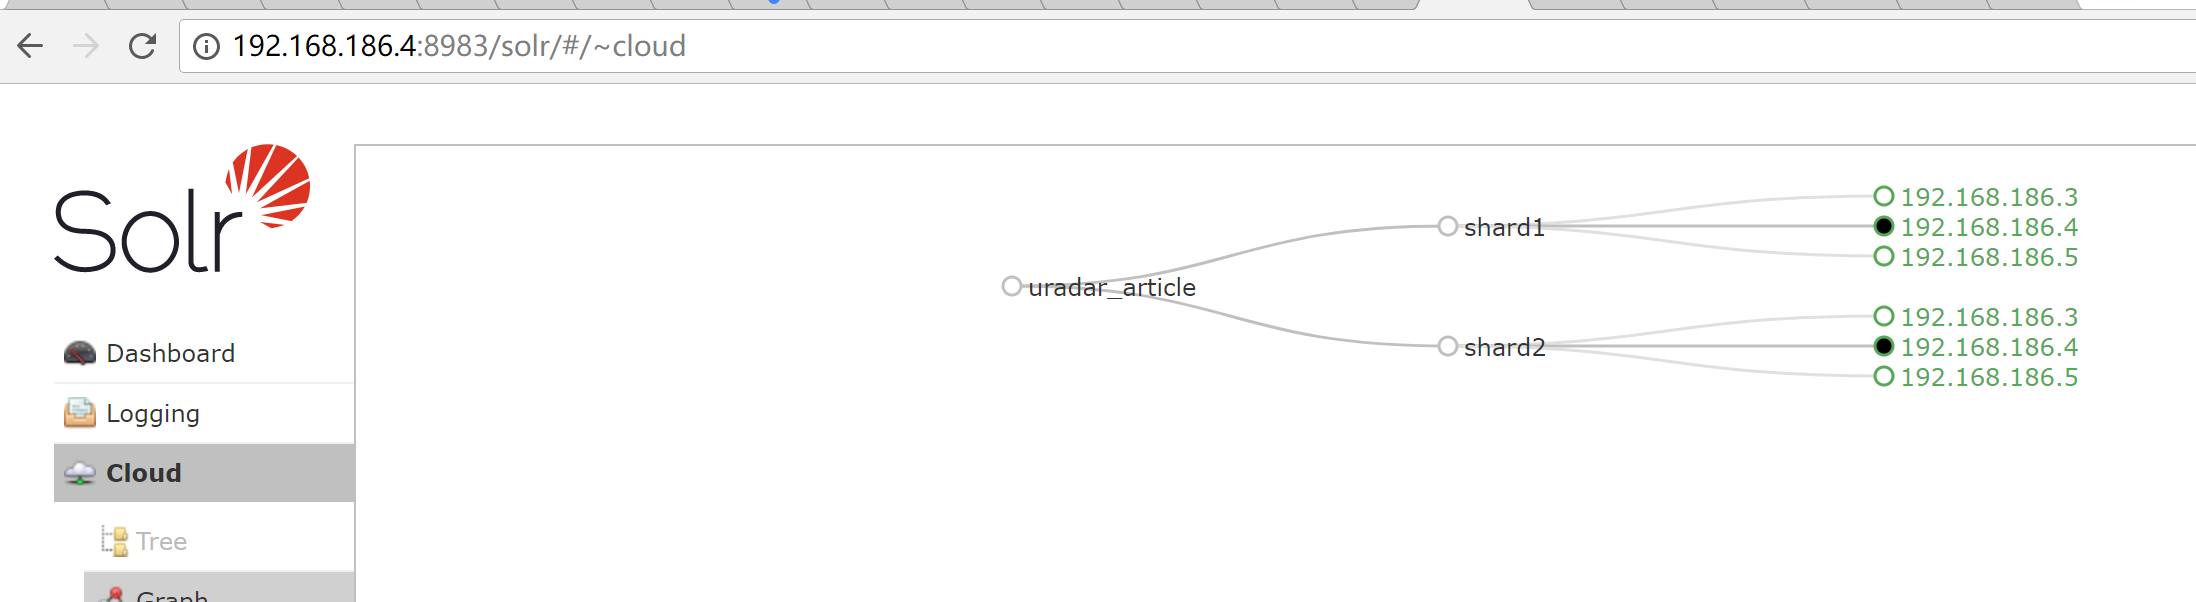 192.168.186.4:8983/solr/#/~cloud
Solr
Dashboard
Logging
Cloud
Tree
Graph
uradar_article
shard1
192.168.186.3
192.168.186.4
192.168.186.5
shard2
192.168.186.3
192.168.186.4
192.168.186.5